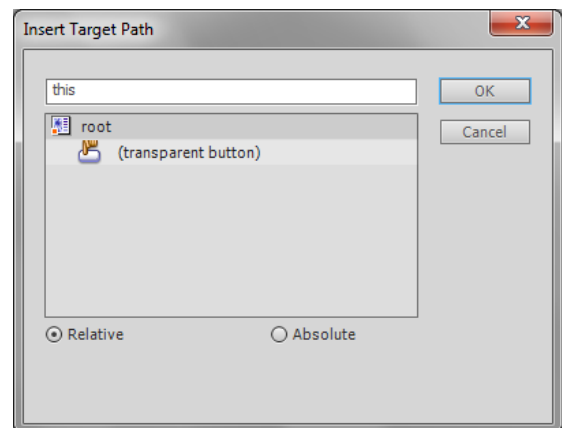 Insert Target Path
this
OK
root
Cancel
(transparent button)
Relative
Absolute